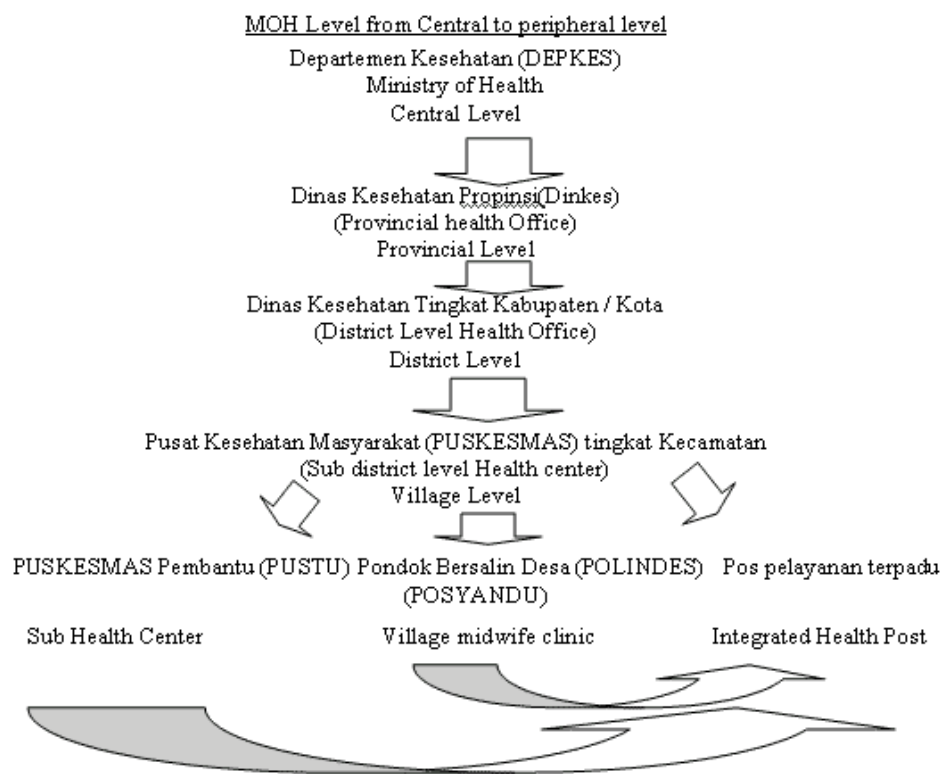 MOH Level from Central to peripheral level
Departemen Kesehatan (DEPKES)
Ministry of Health
Central Level
Dinas Kesehatan Propinsi(Dinkes)
(Provincial health Office)
Provincial Level
Dinas Kesehatan Tingkat Kabupaten / Kota
(District Level Health Office)
District Level
Pusat Kesehatan Masyarakat (PUSKESMAS) tingkat Kecamatan
(Sub district level Health center)
Village Level
PUSKESMAS Pembantu (PUSTU) Pondok Bersalin Desa (POLINDES) Pos pelayanan terpadu
(POSYANDU)
Sub Health Center Village midwife clinic Integrated Health Post